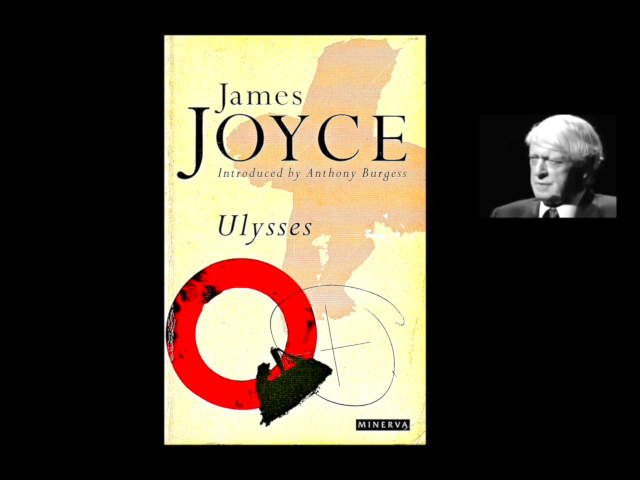 James
JOYCE
Introduced by Anthony Burgess
Ulysses
MINERVA